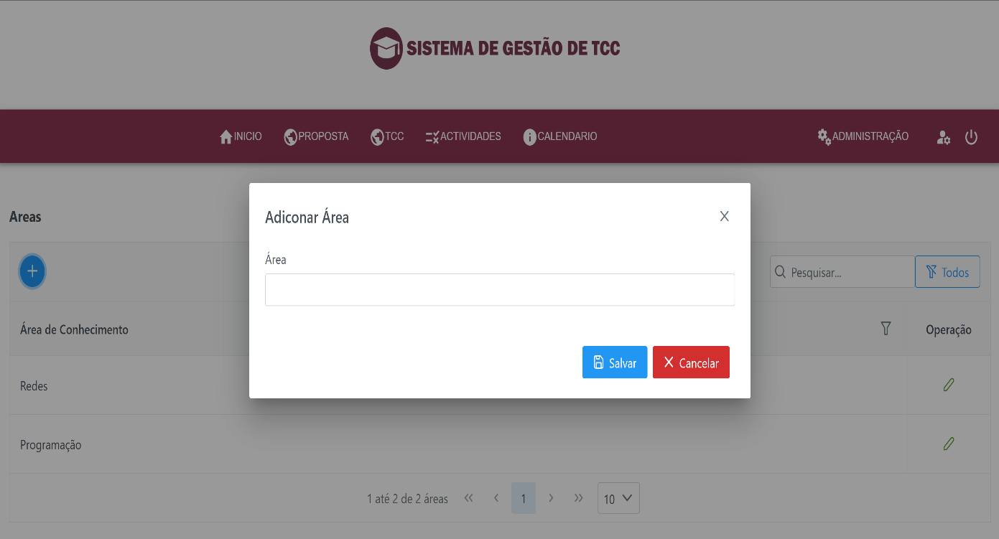 SISTEMA DE GESTÃO DE TCC
INICIO PROPOSTA TCC ACTIVIDADES CALENDARIO ADMINISTRAÇÃO
Areas
Adiconar Área
X
Área
Pesquisar... Todos
Salvar Cancelar
Área de Conhecimento Operação
Redes
Programação
1 até 2 de 2 áreas « ‹ 1 › » 10